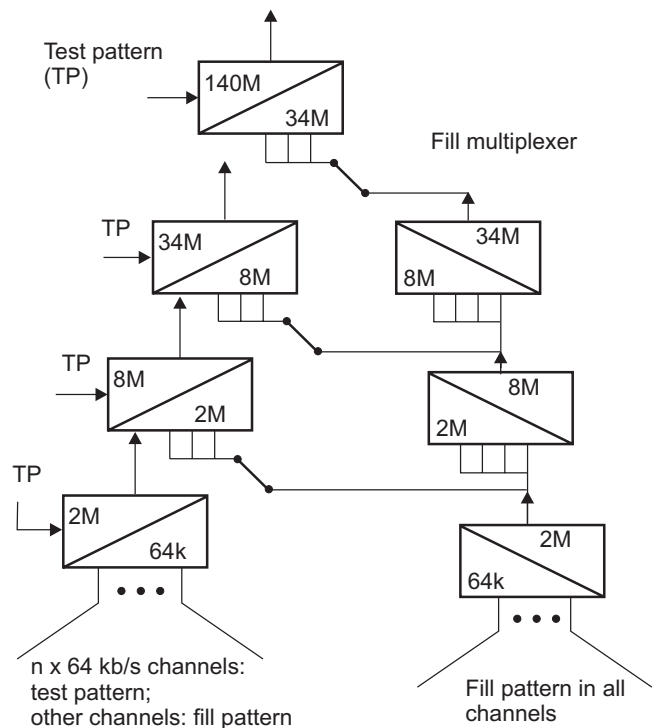 Test pattern
(TP)
140M
34M
Fill multiplexer
TP
34M
8M
34M
8M
TP
8M
2M
8M
2M
TP
2M
64k
2M
64k
n x 64 kb/s channels:
test pattern;
other channels: fill pattern
Fill pattern in all
channels